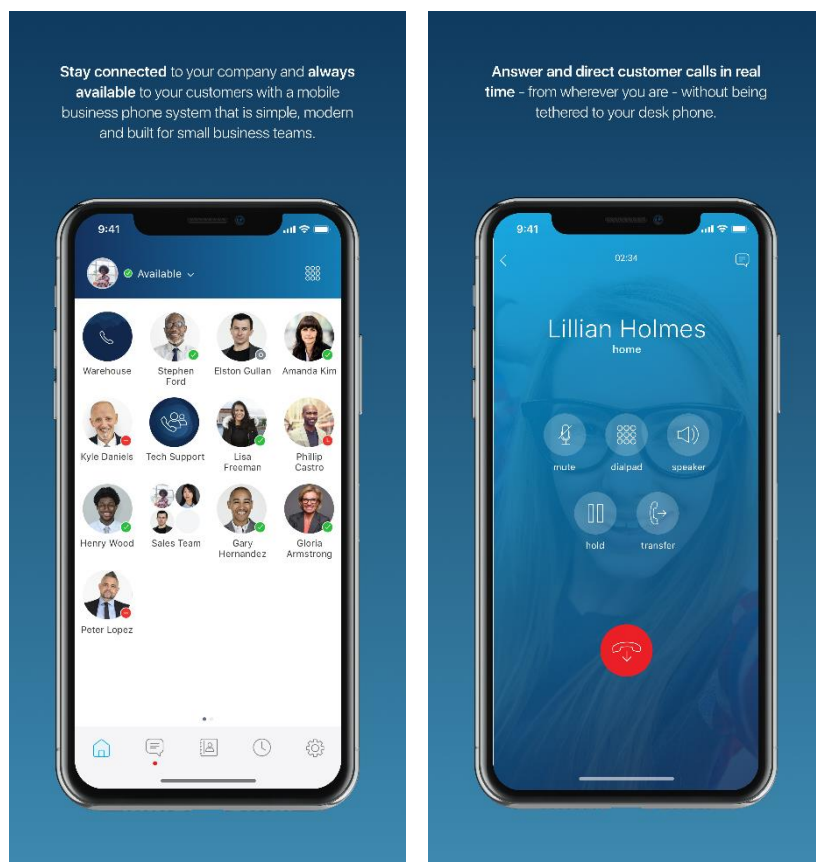 Stay connected to your company and always
available to your customers with a mobile
business phone system that is simple, modern
and built for small business teams.
9:41
Available
Warehouse
Stephen
Ford
Elston Gullan
Amanda Kim
Kyle Daniels
Tech Support
Lisa
Freeman
Phillip
Castro
Henry Wood
Sales Team
Gary
Hernandez
Gloria
Armstrong
Peter Lopez
Answer and direct customer calls in real
time - from wherever you are - without being
tethered to your desk phone.
9:41
02:34
Lillian Holmes
home
mute
dialpad
speaker
hold
transfer